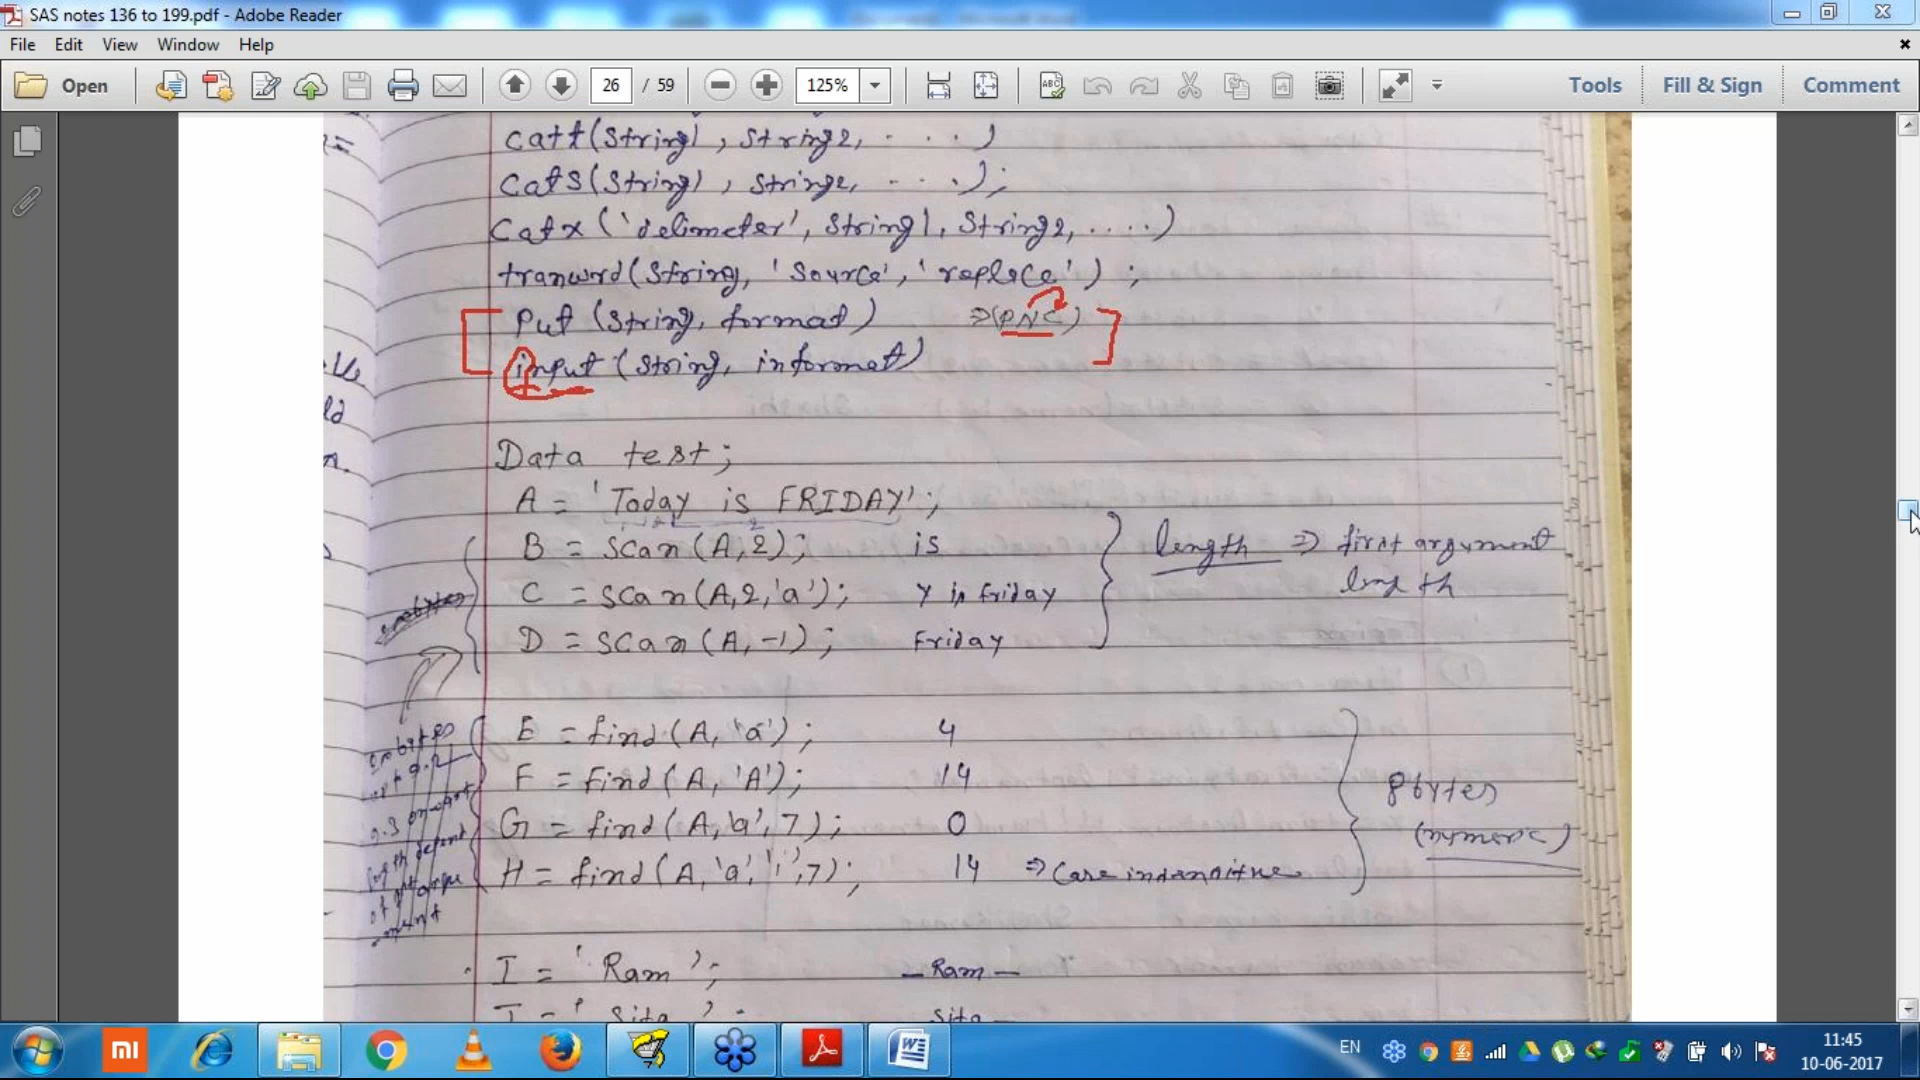 SAS notes 136 to 199.pdf - Adobe Reader
File Edit View Window Help
Open 26 / 59 125% Tools Fill & Sign Comment
catt(String1, String2, . . . )
cats(String1, String2, . . . );
catx('delimeter', String1, String2, . . . . )
tranword(String, 'source', 'replace');
put (String, format) ⇒(PNC)
input (String, informat)
Data test;
A = 'Today is FRIDAY';
B = scan(A,2); is
C = scan(A,2,'a'); Y is Friday
D = scan(A,-1); Friday
length ⇒ first argument
length
E = find(A,'a'); 4
F = find(A,'A'); 14
G = find(A,'a',7); 0
H = find(A,'a','i',7); 14
8bytes
(numeric)
I = ' Ram '; – Ram –
Sita
EN 11:45
10-06-2017